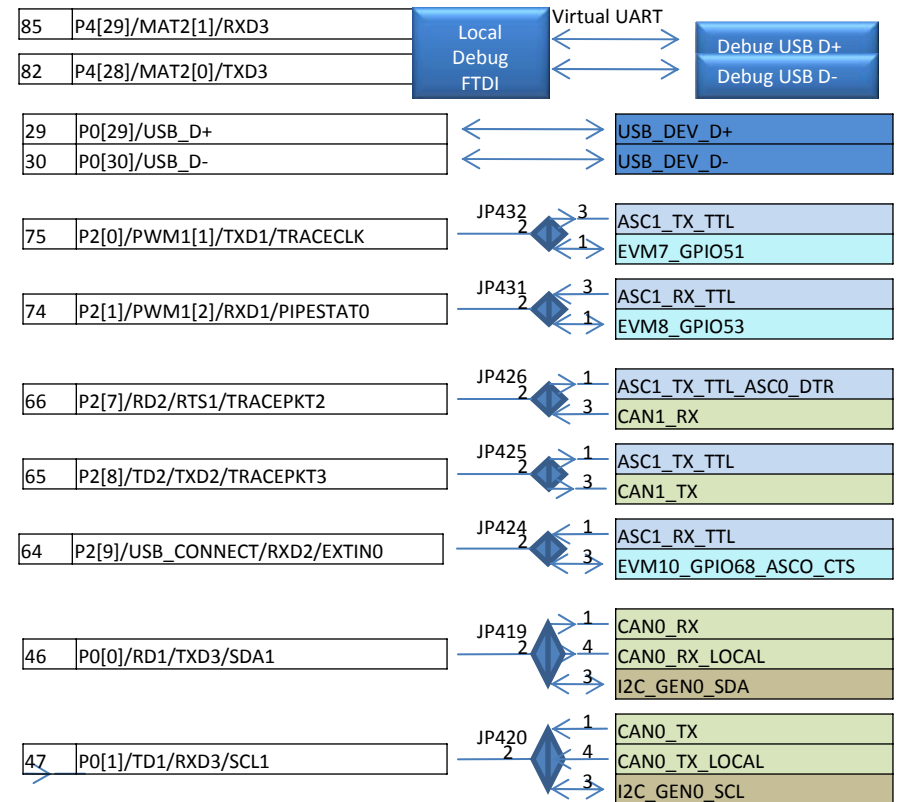 85 P4[29]/MAT2[1]/RXD3
82 P4[28]/MAT2[0]/TXD3
Local
Debug
FTDI
Virtual UART
Debug USB D+
Debug USB D-
29 P0[29]/USB_D+
USB_DEV_D+
30 P0[30]/USB_D-
USB_DEV_D-
75 P2[0]/PWM1[1]/TXD1/TRACECLK
JP432
2
3
ASC1_TX_TTL
1
EVM7_GPIO51
74 P2[1]/PWM1[2]/RXD1/PIPESTAT0
JP431
2
3
ASC1_RX_TTL
1
EVM8_GPIO53
66 P2[7]/RD2/RTS1/TRACEPKT2
JP426
2
1
ASC1_TX_TTL_ASC0_DTR
3
CAN1_RX
65 P2[8]/TD2/TXD2/TRACEPKT3
JP425
2
1
ASC1_TX_TTL
3
CAN1_TX
64 P2[9]/USB_CONNECT/RXD2/EXTIN0
JP424
2
1
ASC1_RX_TTL
3
EVM10_GPIO68_ASCO_CTS
46 P0[0]/RD1/TXD3/SDA1
JP419
2
1
CAN0_RX
4
CAN0_RX_LOCAL
3
I2C_GEN0_SDA
47 P0[1]/TD1/RXD3/SCL1
JP420
2
1
CAN0_TX
4
CAN0_TX_LOCAL
3
I2C_GEN0_SCL